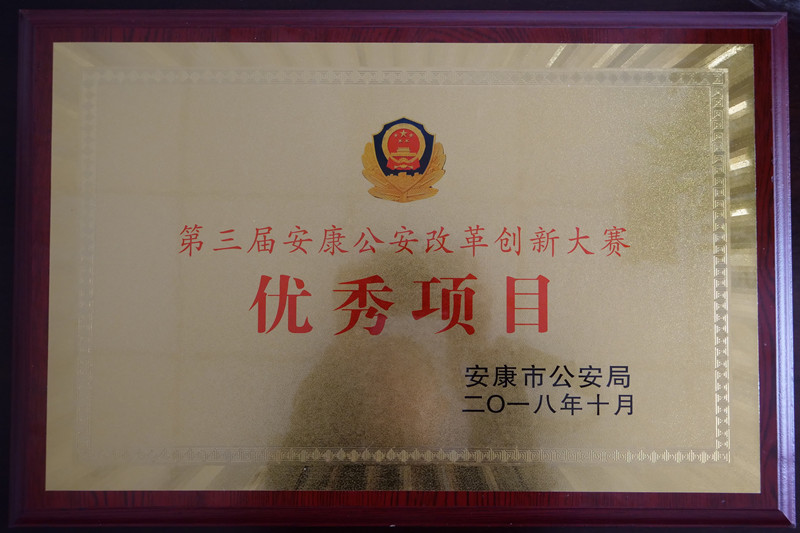 第三届安康公安改革创新大赛
优秀项目
安康市公安局
二〇一八年十月